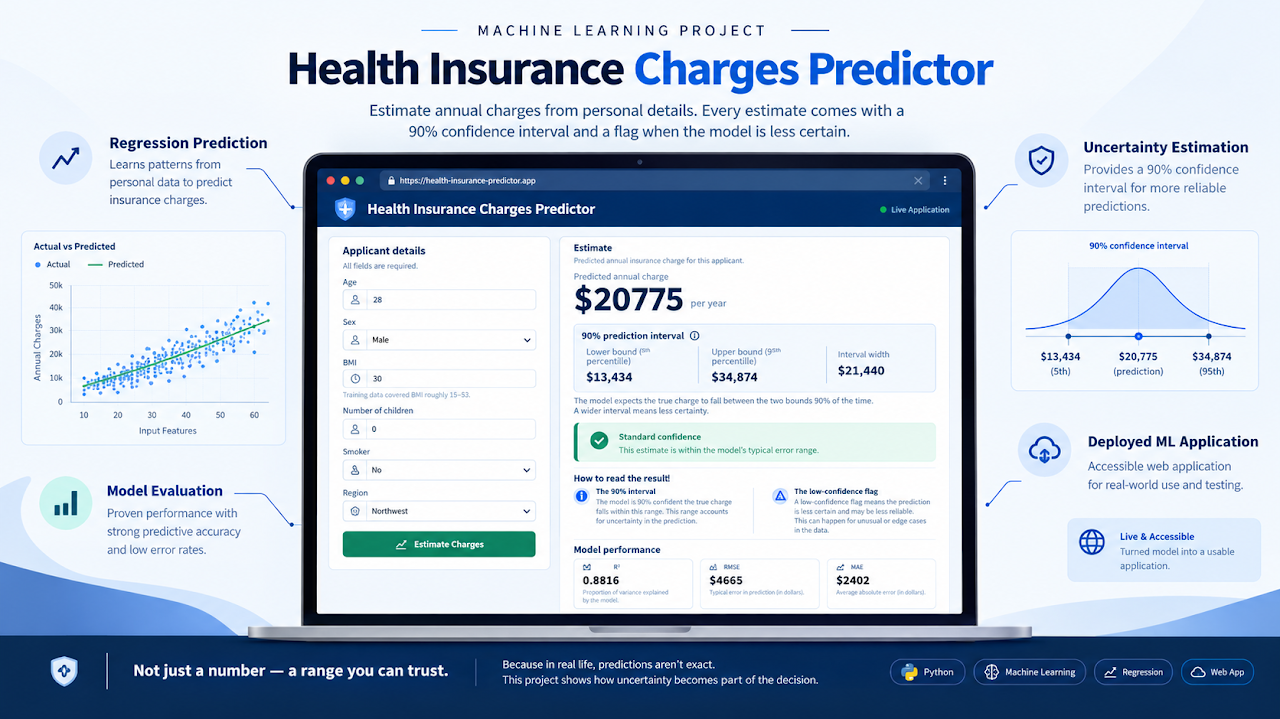 MACHINE LEARNING PROJECT
Health Insurance Charges Predictor
Estimate annual charges from personal details. Every estimate comes with a
90% confidence interval and a flag when the model is less certain.
Regression Prediction
Learns patterns from
personal data to predict
insurance charges.
Actual vs Predicted
Actual
Predicted
Annual Charges
50k
40k
30k
20k
10k
0
10
20
30
40
50
60
Input Features
Model Evaluation
Proven performance with
strong predictive accuracy
and low error rates.
https://health-insurance-predictor.app
Health Insurance Charges Predictor
Live Application
Applicant details
All fields are required.
Age
28
Sex
Male
BMI
30
Training data covered BMI roughly 15–53.
Number of children
0
Smoker
No
Region
Northwest
Estimate Charges
Estimate
Predicted annual insurance charge for this applicant.
Predicted annual charge
$20775 per year
90% prediction interval
Lower bound (5th
percentille)
$13,434
Upper bound (95th
percentile)
$34,874
Interval width
$21,440
The model expects the true charge to fall between the two bounds 90% of the time.
A wider interval means less certainty.
Standard confidence
This estimate is within the model's typical error range.
How to read the result!
The 90% interval
The model is 90% confident the true charge
falls within this range. This range accounts
for uncertainty in the prediction.
The low-confidence flag
A low-confidence flag means the prediction
is less certain and may be less reliable.
This can happen for unusual or edge cases
in the data.
Model performance
R²
0.8816
Proportion of variance explained
by the model.
RMSE
$4665
Typical error in prediction (in dollars).
MAE
$2402
Average absolute error (in dollars).
Uncertainty Estimation
Provides a 90% confidence
interval for more reliable
predictions.
90% confidence interval
$13,434
(5th)
$20,775
(prediction)
$34,874
(95th)
Deployed ML Application
Accessible web application
for real-world use and testing.
Live & Accessible
Turned model into a usable
application.
Not just a number — a range you can trust.
Because in real life, predictions aren't exact.
This project shows how uncertainty becomes part of the decision.
Python
Machine Learning
Regression
Web App